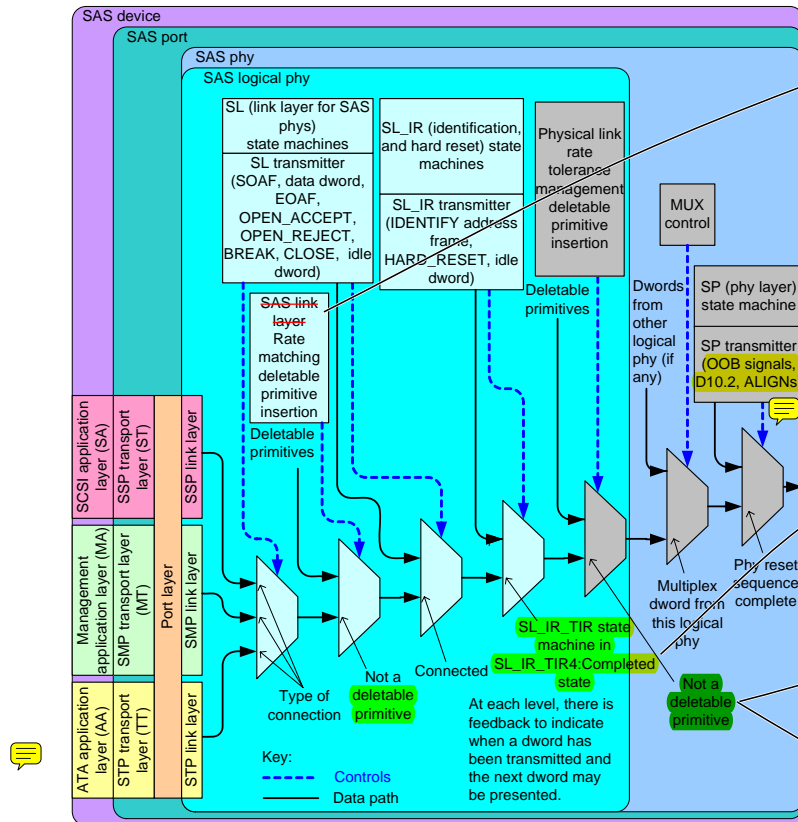 SAS device
SAS port
SAS phy
SAS logical phy
SL (link layer for SAS
phys)
state machines
SL transmitter
(SOAF, data dword,
EOAF,
OPEN_ACCEPT,
OPEN_REJECT,
BREAK, CLOSE, idle
dword)
SL_IR (identification,
and hard reset) state
machines
SL_IR transmitter
(IDENTIFY address
frame,
HARD_RESET, idle
dword)
Physical link
rate
tolerance
management
deletable
primitive
insertion
MUX
control
SP (phy layer)
state machine
SP transmitter
(OOB signals,
D10.2, ALIGNs)
SAS link
layer
Rate
matching
deletable
primitive
insertion
Deletable
primitives
Deletable
primitives
Dwords
from
other
logical
phy (if
any)
SCSI application
layer (SA)
SSP transport
layer (ST)
SSP link layer
Management
application layer (MA)
SMP transport layer
(MT)
Port layer
SMP link layer
ATA application
layer (AA)
STP transport
layer (TT)
STP link layer
Type of
connection
Not a
deletable
primitive
Connected
SL_IR_TIR state
machine in
SL_IR_TIR4:Completed
state
Multiplex
dword from
this logical
phy
Phy reset
sequence
complete
Not a
deletable
primitive
At each level, there is
feedback to indicate
when a dword has
been transmitted and
the next dword may
be presented.
Key:
Controls
Data path